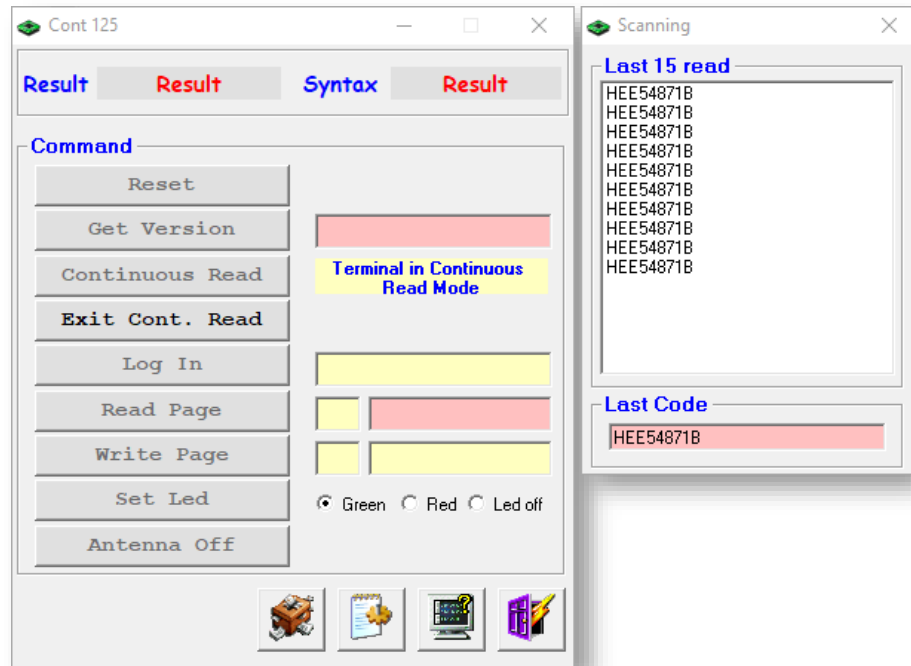 Cont 125
Result Result Syntax Result
Command
Reset
Get Version
Continuous Read
Terminal in Continuous
Read Mode
Exit Cont. Read
Log In
Read Page
Write Page
Set Led
Green Red Led off
Antenna Off
Scanning
Last 15 read
HEE54871B
HEE54871B
HEE54871B
HEE54871B
HEE54871B
HEE54871B
HEE54871B
HEE54871B
HEE54871B
HEE54871B
Last Code
HEE54871B